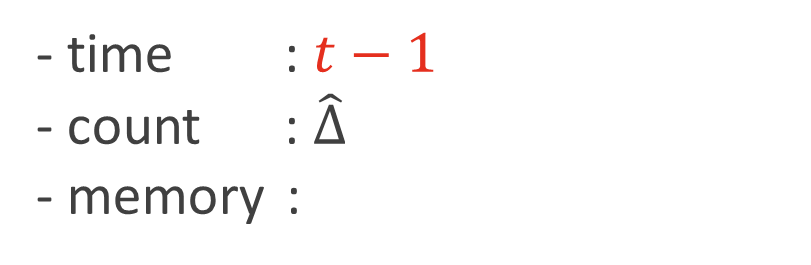 - time : t − 1
- count : Δ̂
- memory :